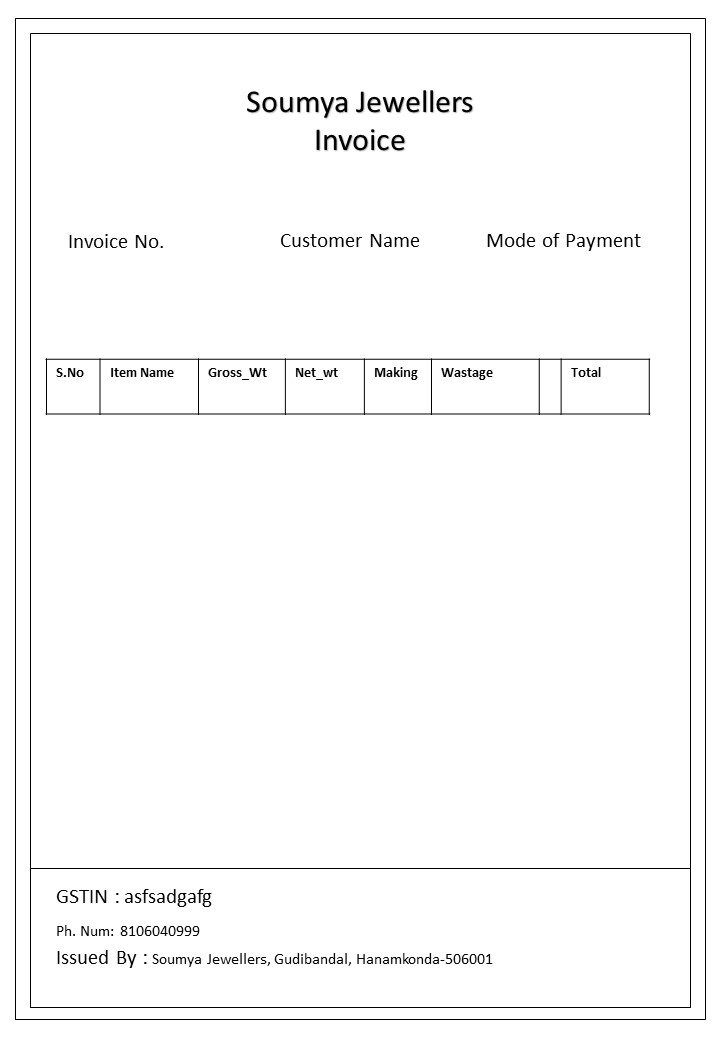 Soumya Jewellers
Invoice
Invoice No. Customer Name Mode of Payment
S.No Item Name Gross_Wt Net_wt Making Wastage Total
GSTIN : asfsadgafg
Ph. Num: 8106040999
Issued By : Soumya Jewellers, Gudibandal, Hanamkonda-506001